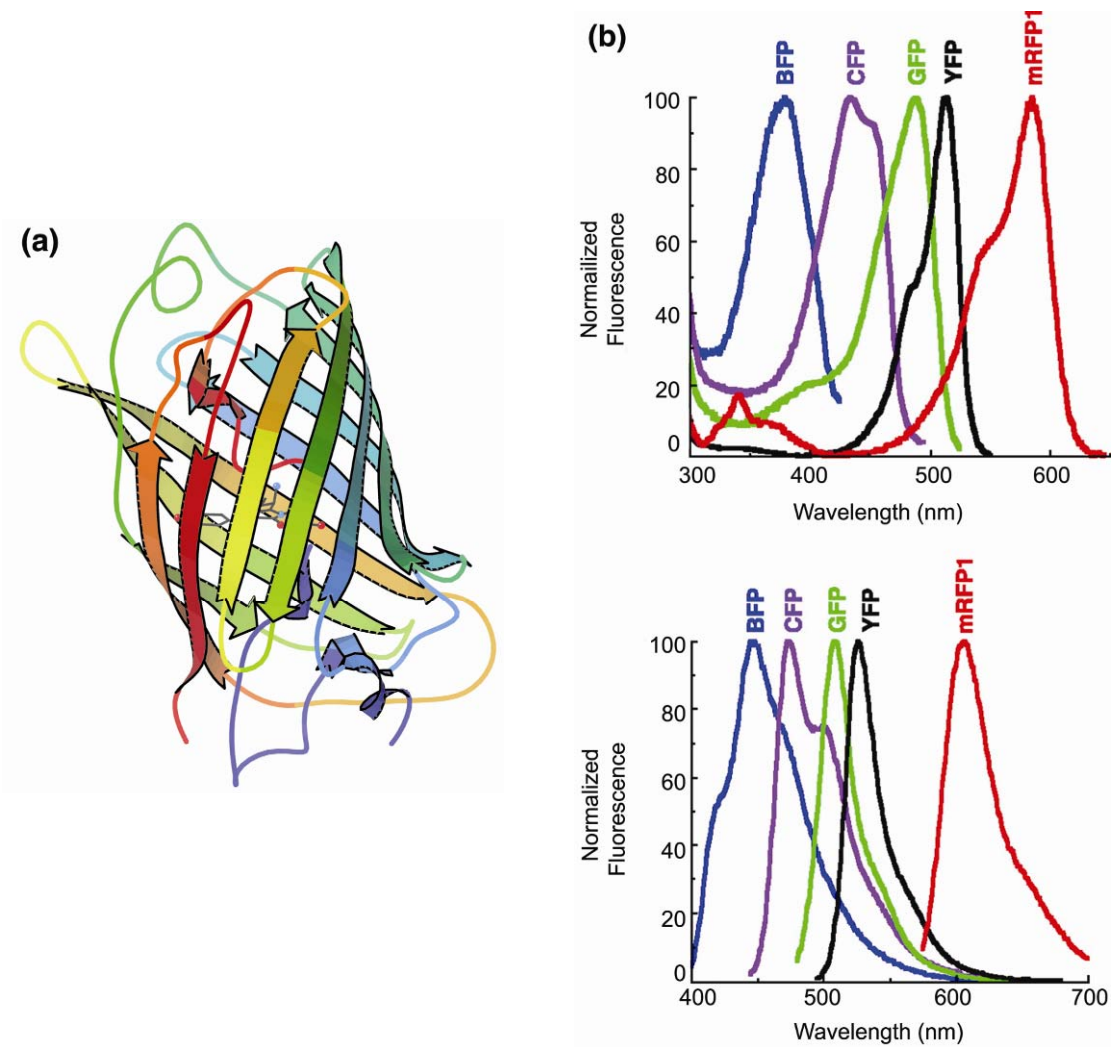 (a)
(b)
BFP
CFP
GFP
YFP
mRFP1
Normailized
Fluorescence
100
80
60
40
20
0
300
400
500
600
Wavelength (nm)
BFP
CFP
GFP
YFP
mRFP1
Normalized
Fluorescence
100
80
60
40
20
0
400
500
600
700
Wavelength (nm)